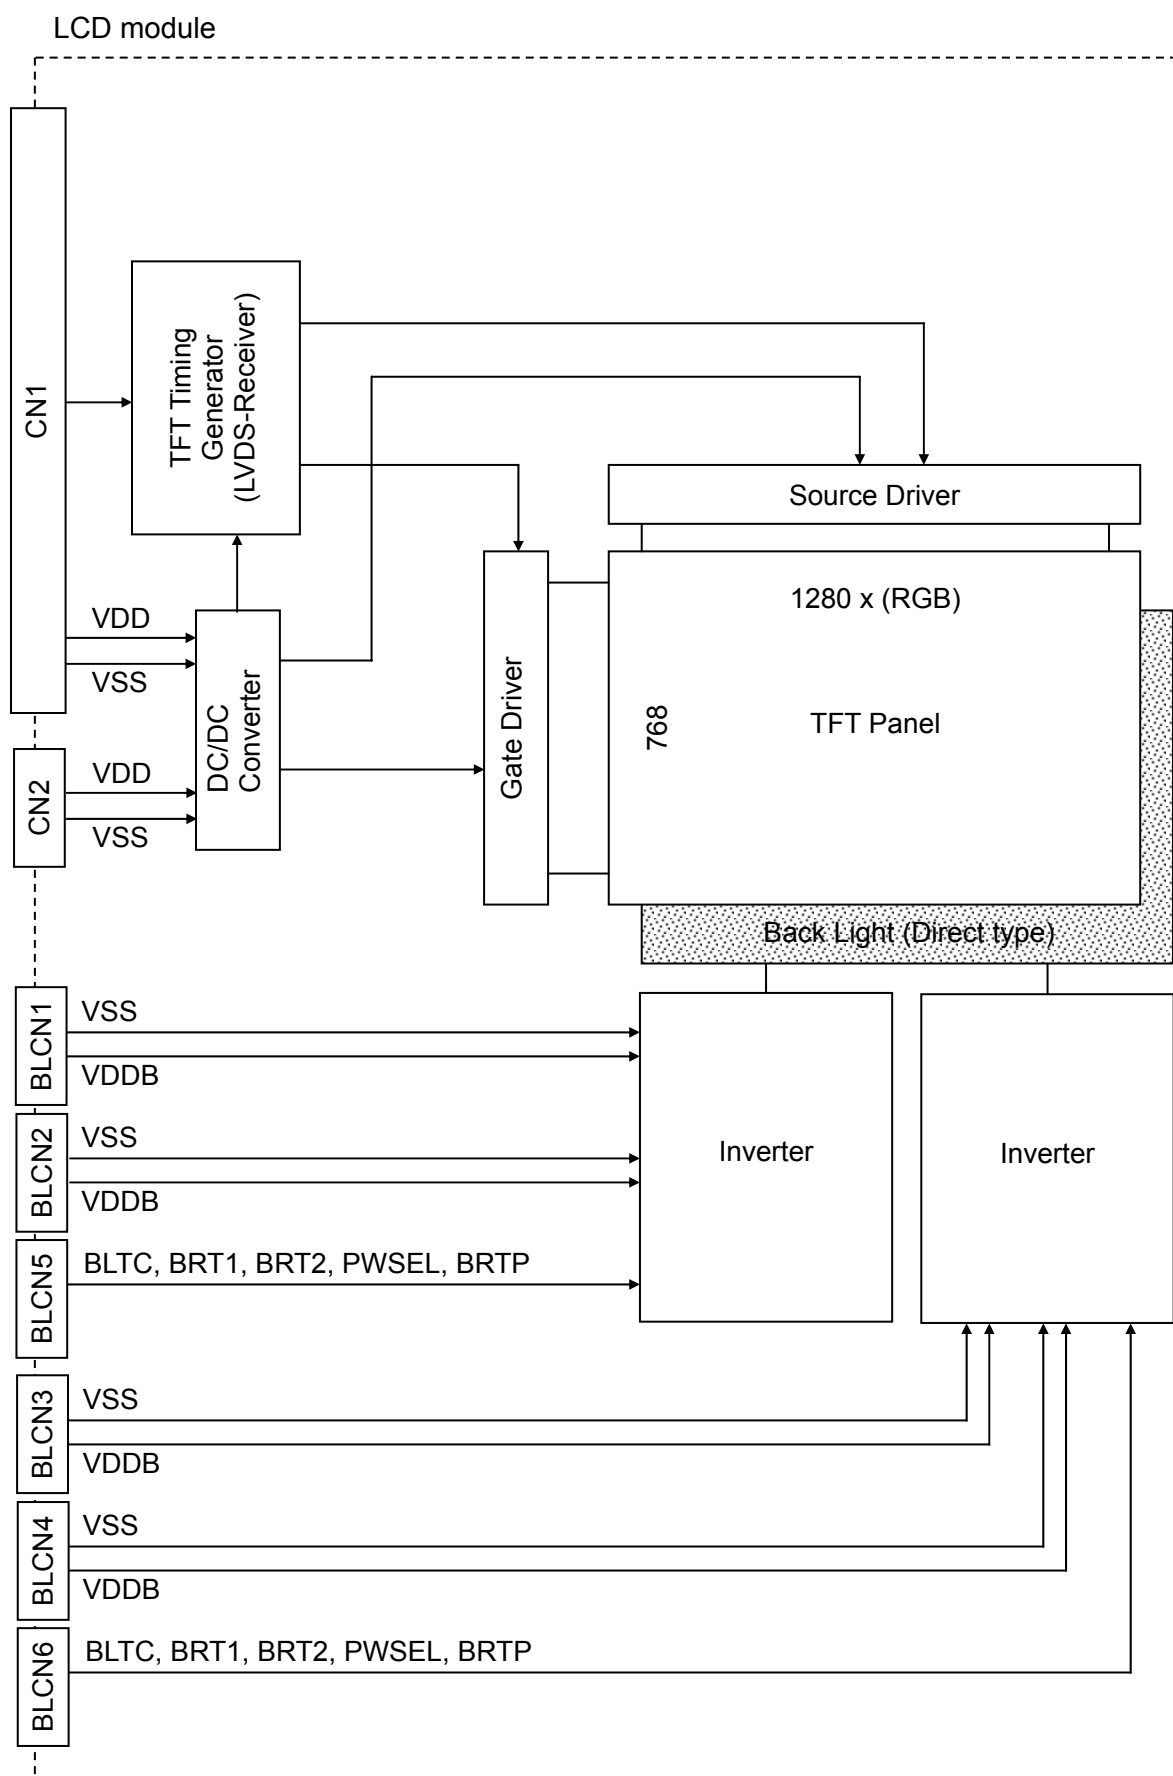 LCD module
CN1
TFT Timing
Generator
(LVDS-Receiver)
Source Driver
1280 x (RGB)
VDD
VSS
DC/DC
Converter
Gate Driver
768
TFT Panel
CN2
VDD
VSS
Back Light (Direct type)
BLCN1
VSS
VDDB
BLCN2
VSS
VDDB
Inverter
Inverter
BLCN5
BLTC, BRT1, BRT2, PWSEL, BRTP
BLCN3
VSS
VDDB
BLCN4
VSS
VDDB
BLCN6
BLTC, BRT1, BRT2, PWSEL, BRTP